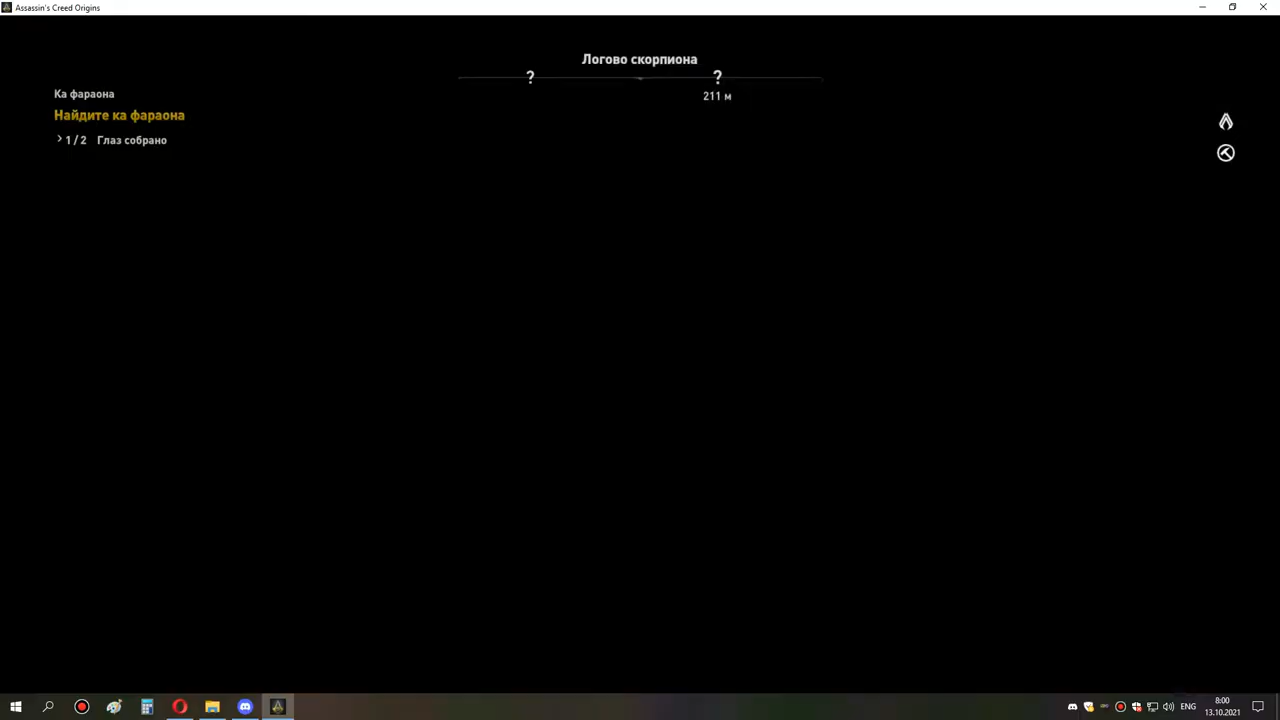 Assassin's Creed Origins
Логово скорпиона
? ?
211 м
Ка фараона
Найдите ка фараона
1 / 2 Глаз собрано
ENG
8:00
13.10.2021